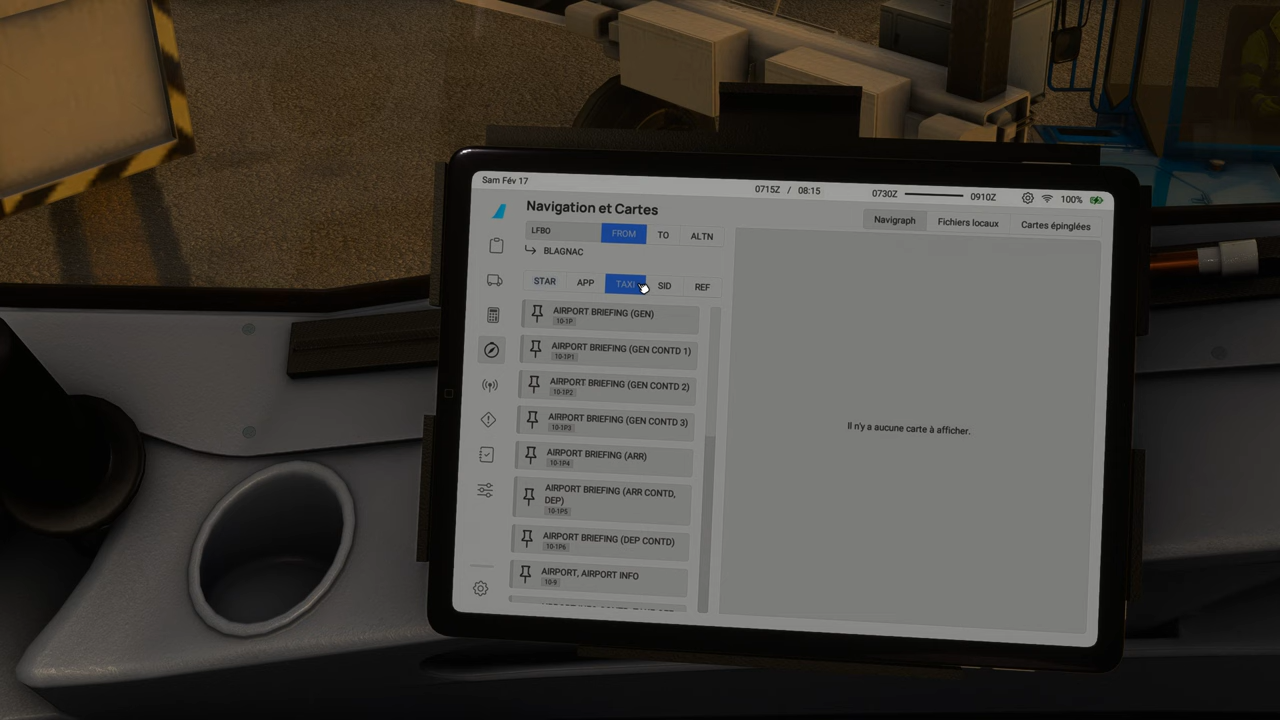 Sam Fév 17
0715Z / 08:15
0730Z
0910Z
100%
Navigation et Cartes
Navigraph
Fichiers locaux
Cartes épinglées
LFBO
FROM
TO
ALTN
BLAGNAC
STAR
APP
TAXI
SID
REF
AIRPORT BRIEFING (GEN)
10-1P
AIRPORT BRIEFING (GEN CONTD 1)
10-1P1
AIRPORT BRIEFING (GEN CONTD 2)
10-1P2
AIRPORT BRIEFING (GEN CONTD 3)
10-1P3
AIRPORT BRIEFING (ARR)
10-1P4
AIRPORT BRIEFING (ARR CONTD,
DEP)
10-1P5
AIRPORT BRIEFING (DEP CONTD)
10-1P6
AIRPORT, AIRPORT INFO
10-9
Il n'y a aucune carte à afficher.